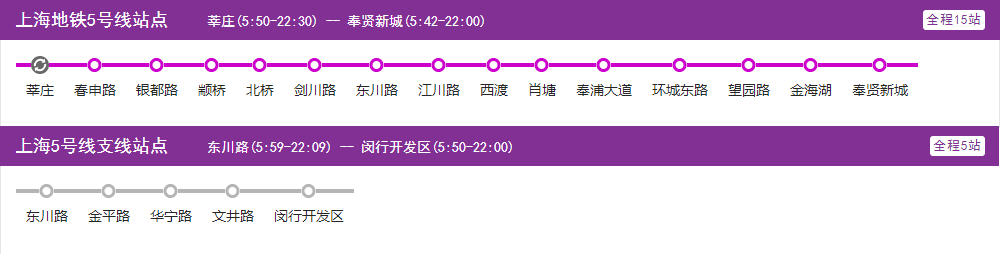 上海地铁5号线站点 莘庄(5:50-22:30) — 奉贤新城(5:42-22:00) 全程15站
莘庄 春申路 银都路 颛桥 北桥 剑川路 东川路 江川路 西渡 肖塘 奉浦大道 环城东路 望园路 金海湖 奉贤新城
上海5号线支线站点 东川路(5:59-22:09) — 闵行开发区(5:50-22:00) 全程5站
东川路 金平路 华宁路 文井路 闵行开发区